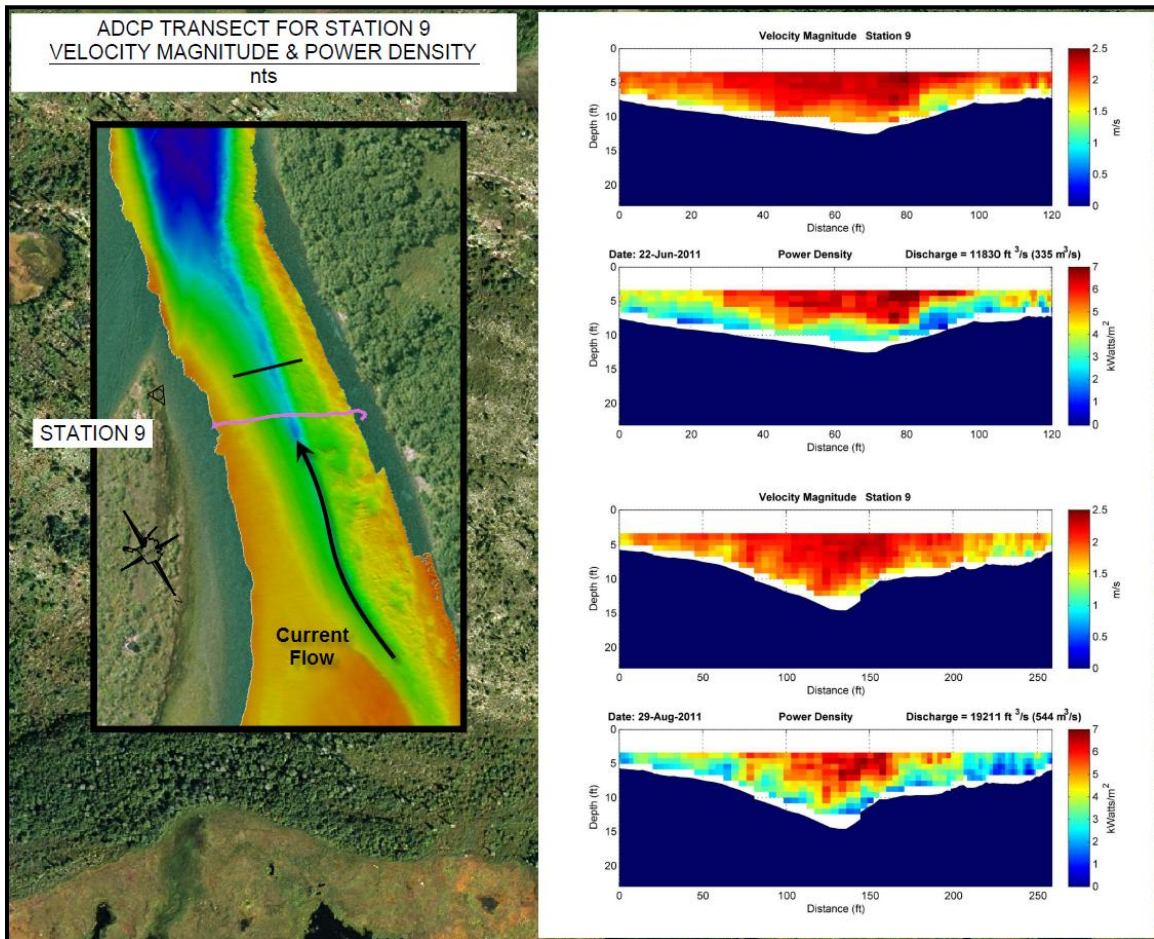 ADCP TRANSECT FOR STATION 9
VELOCITY MAGNITUDE & POWER DENSITY
nts
STATION 9
Current
Flow
Velocity Magnitude Station 9
0
5
10
15
20
Depth (ft)
0 20 40 60 80 100 120
Distance (ft)
2.5
2
1.5
1
0.5
0
m/s
Date: 22-Jun-2011 Power Density Discharge = 11830 ft ³/s (335 m³/s)
0
5
10
15
20
Depth (ft)
0 20 40 60 80 100 120
Distance (ft)
7
6
5
4
3
2
1
0
kWatts/m²
Velocity Magnitude Station 9
0
5
10
15
20
Depth (ft)
0 50 100 150 200 250
Distance (ft)
2.5
2
1.5
1
0.5
0
m/s
Date: 29-Aug-2011 Power Density Discharge = 19211 ft ³/s (544 m³/s)
0
5
10
15
20
Depth (ft)
0 50 100 150 200 250
Distance (ft)
7
6
5
4
3
2
1
0
kWatts/m²